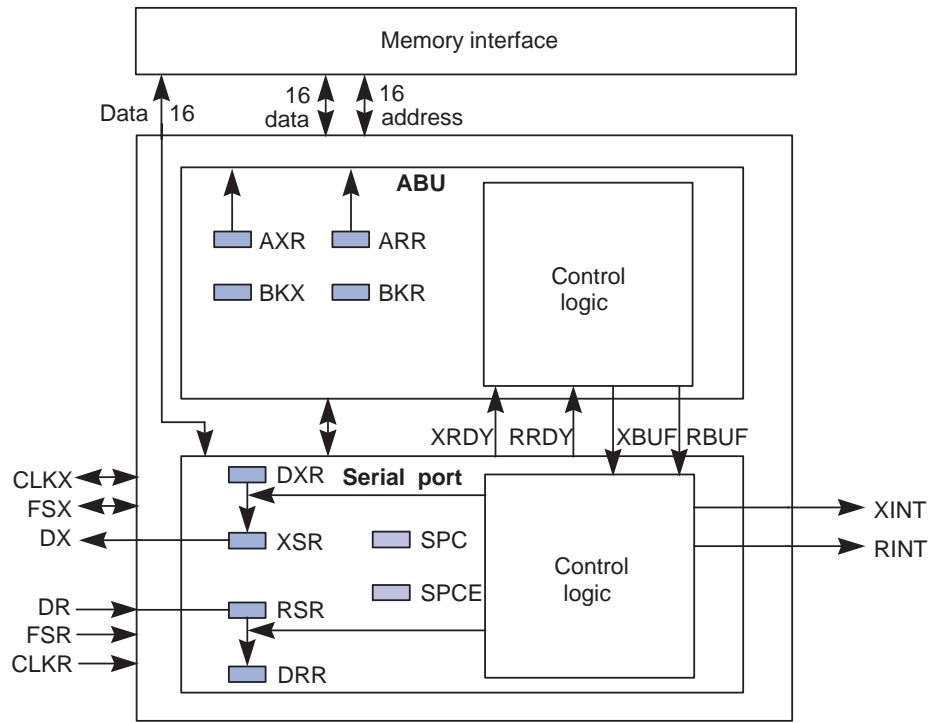 Memory interface
Data 16
16
data
16
address
ABU
AXR
ARR
BKX
BKR
Control
logic
XRDY
RRDY
XBUF
RBUF
CLKX
FSX
DX
DR
FSR
CLKR
DXR
Serial port
XSR
SPC
SPCE
RSR
DRR
Control
logic
XINT
RINT